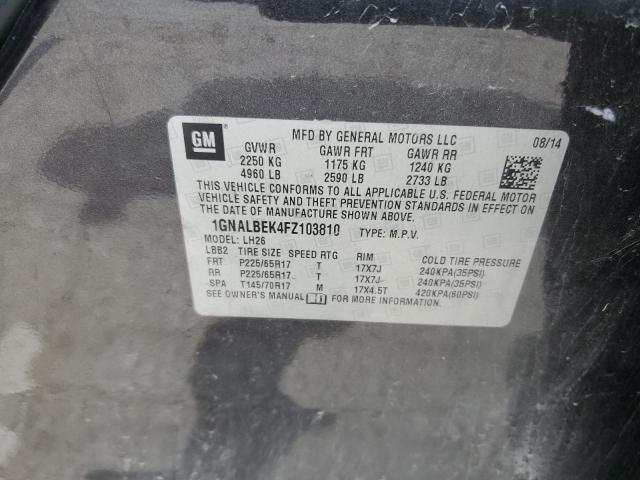 GM
MFD BY GENERAL MOTORS LLC 08/14
GVWR GAWR FRT GAWR RR
2250 KG 1175 KG 1240 KG
4960 LB 2590 LB 2733 LB
THIS VEHICLE CONFORMS TO ALL APPLICABLE U.S. FEDERAL MOTOR
VEHICLE SAFETY AND THEFT PREVENTION STANDARDS IN EFFECT ON
THE DATE OF MANUFACTURE SHOWN ABOVE.
1GNALBEK4FZ103810 TYPE: M.P.V.
MODEL: LH26
LBB2 TIRE SIZE SPEED RTG RIM COLD TIRE PRESSURE
FRT P225/65R17 T 17X7J 240KPA(35PSI)
RR P225/65R17 T 17X7J 240KPA(35PSI)
SPA T145/70R17 M 17X4.5T 420KPA(60PSI)
SEE OWNER'S MANUAL FOR MORE INFORMATION.